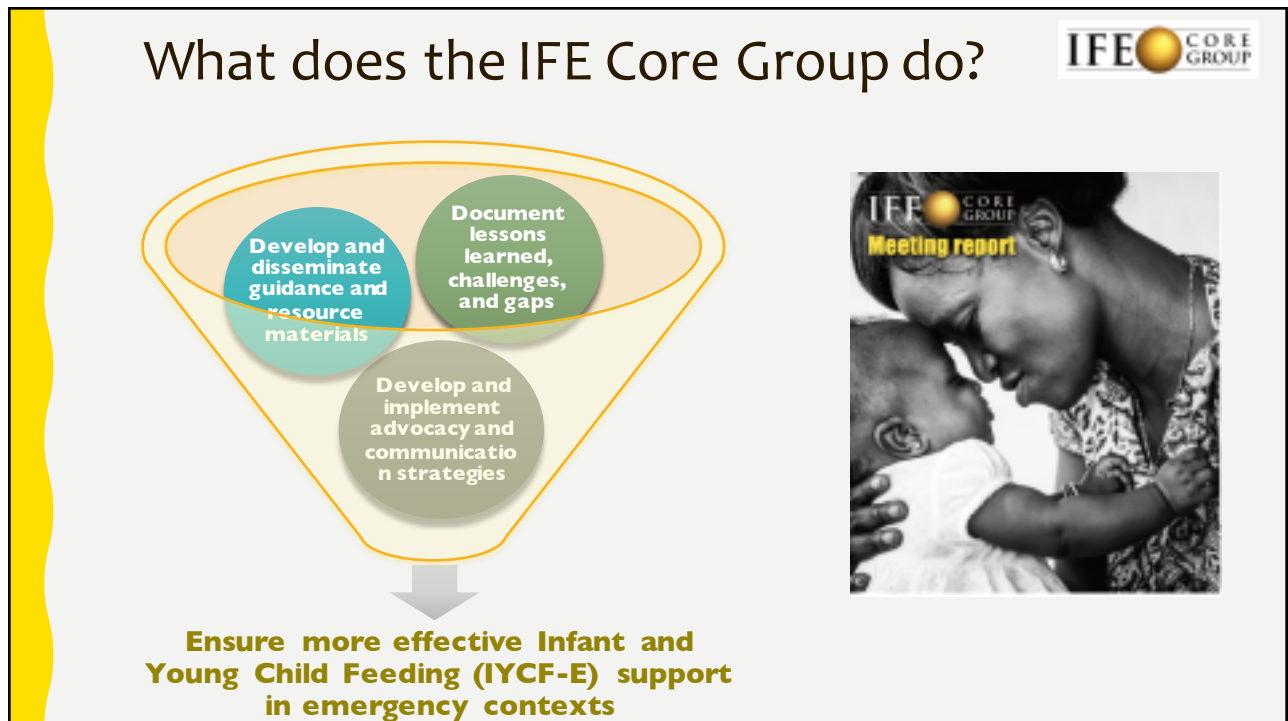 What does the IFE Core Group do?
IFE CORE
GROUP
Develop and
disseminate
guidance and
resource
materials
Document
lessons
learned,
challenges,
and gaps
Develop and
implement
advocacy and
communicatio
n strategies
Ensure more effective Infant and
Young Child Feeding (IYCF-E) support
in emergency contexts
IFE CORE
GROUP
Meeting report